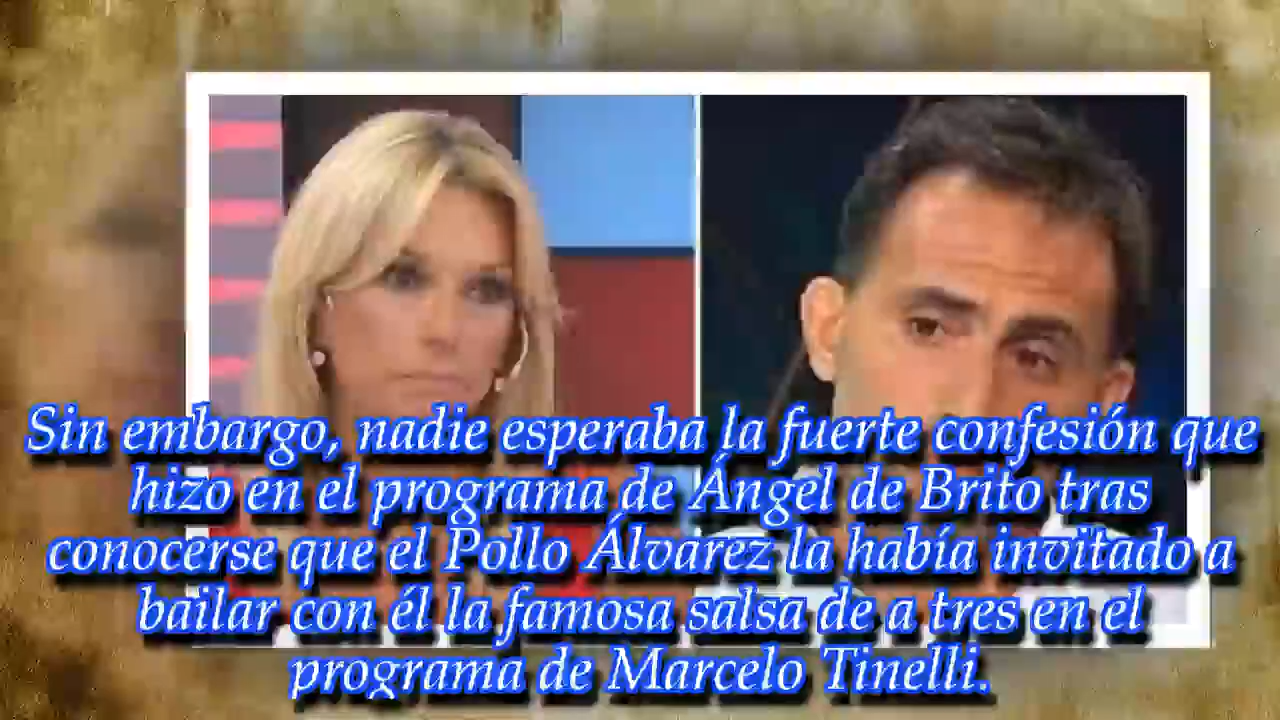 Sin embargo, nadie esperaba la fuerte confesión que
hizo en el programa de Ángel de Brito tras
conocerse que el Pollo Álvarez la había invitado a
bailar con él la famosa salsa de a tres en el
programa de Marcelo Tinelli.